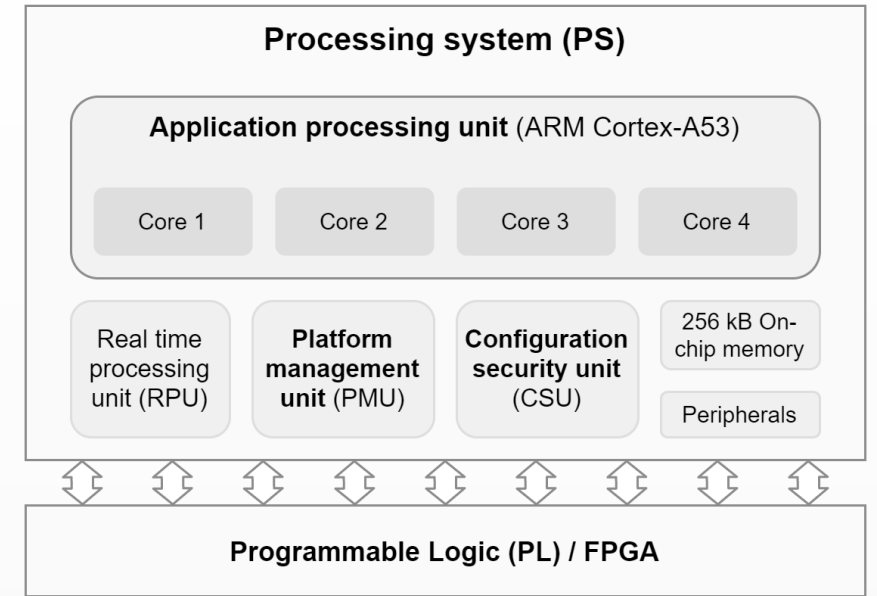 Processing system (PS)
Application processing unit (ARM Cortex-A53)
Core 1
Core 2
Core 3
Core 4
Real time
processing
unit (RPU)
Platform
management
unit (PMU)
Configuration
security unit
(CSU)
256 kB On-
chip memory
Peripherals
Programmable Logic (PL) / FPGA